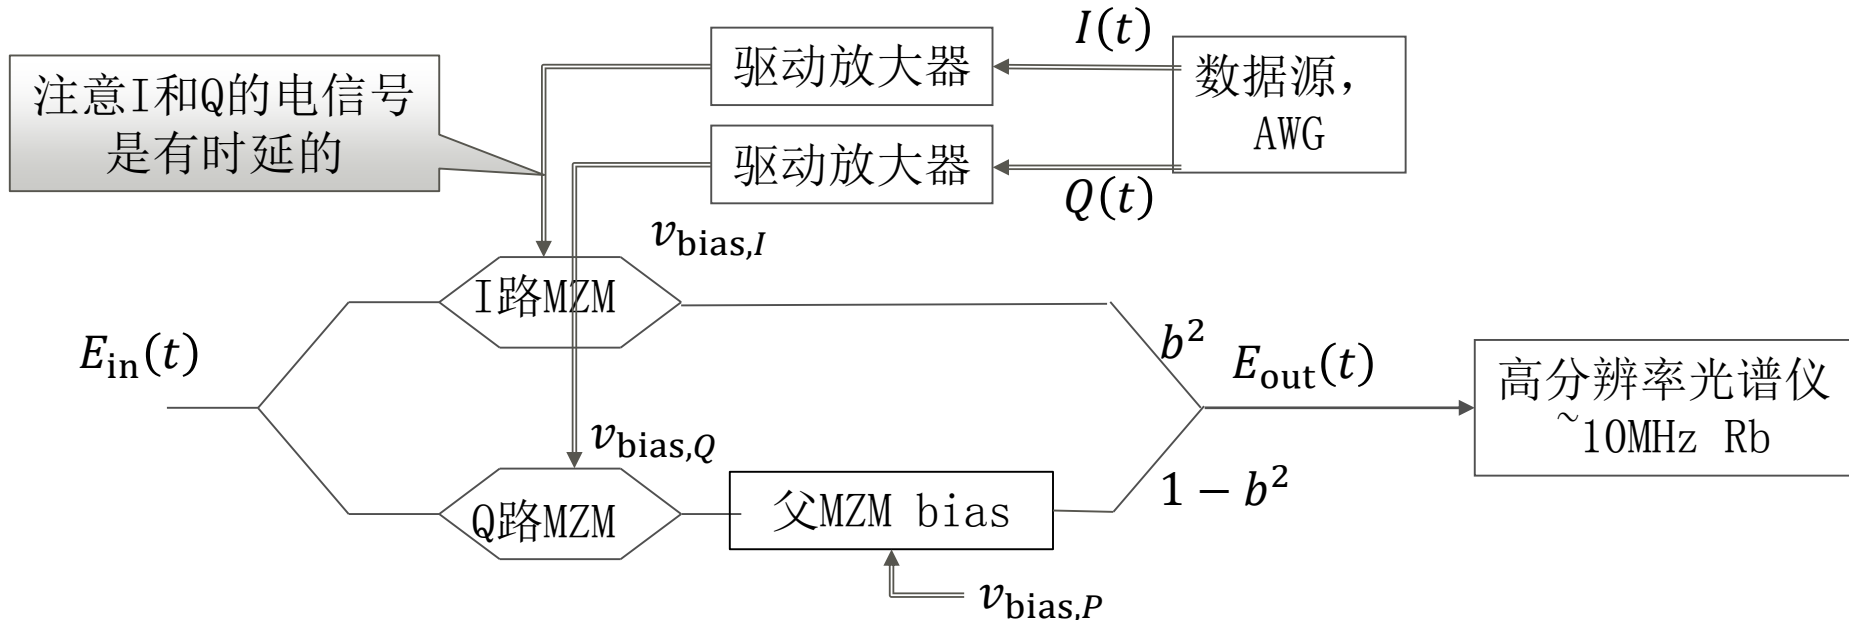 I(t)
驱动放大器
数据源，
AWG
注意I和Q的电信号
是有时延的
驱动放大器
Q(t)
v_bias,I
I路MZM
E_in(t)
b²
E_out(t)
高分辨率光谱仪
~10MHz Rb
v_bias,Q
1 − b²
Q路MZM
父MZM bias
v_bias,P